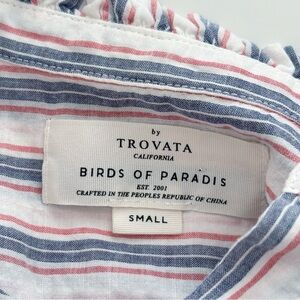 by
TROVATA
CALIFORNIA
BIRDS OF PARADIS
EST. 2001
CRAFTED IN THE PEOPLES REPUBLIC OF CHINA
SMALL